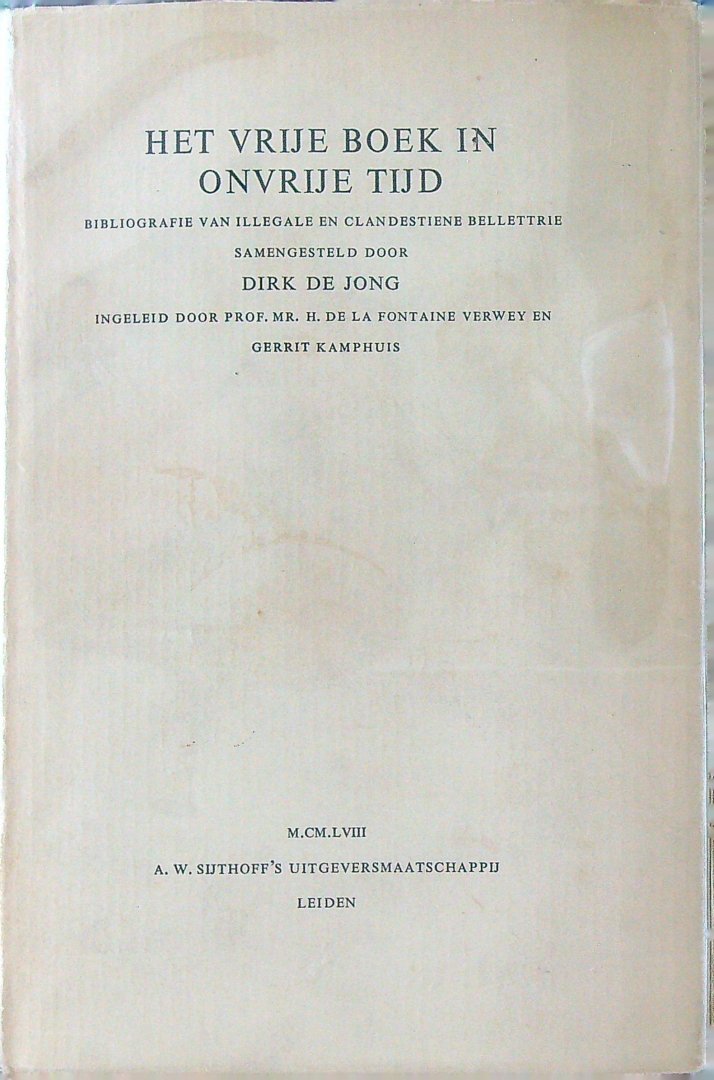 HET VRIJE BOEK IN
ONVRIJE TIJD
BIBLIOGRAFIE VAN ILLEGALE EN CLANDESTIENE BELLETTRIE
SAMENGESTELD DOOR
DIRK DE JONG
INGELEID DOOR PROF. MR. H. DE LA FONTAINE VERWEY EN
GERRIT KAMPHUIS
M.CM.LVIII
A. W. SIJTHOFF'S UITGEVERSMAATSCHAPPIJ
LEIDEN